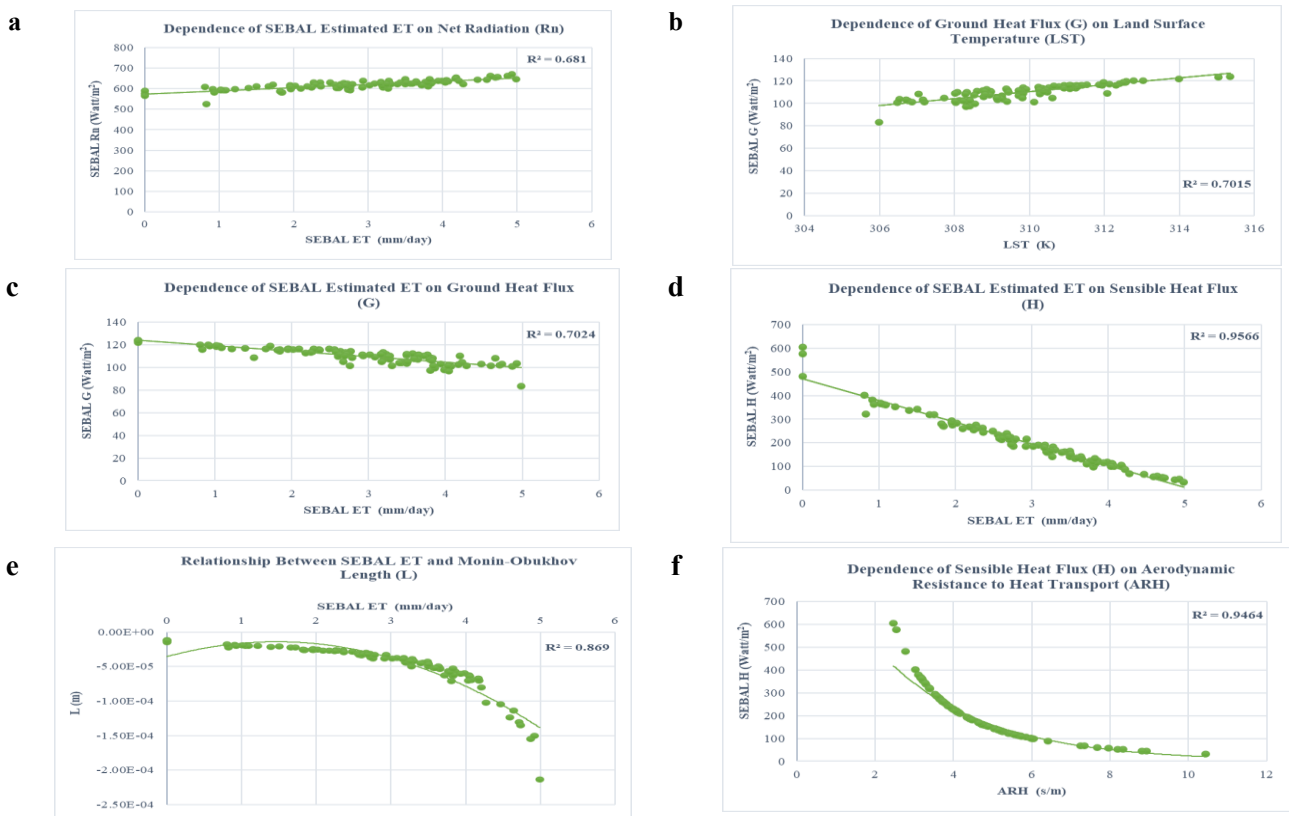 a
Dependence of SEBAL Estimated ET on Net Radiation (Rn)
R² = 0.681
800
700
600
500
400
300
200
100
0
SEBAL Rn (Watt/m²)
0 1 2 3 4 5 6
SEBAL ET (mm/day)
b
Dependence of Ground Heat Flux (G) on Land Surface
Temperature (LST)
140
120
100
80
60
40
20
0
SEBAL G (Watt/m²)
R² = 0.7015
304 306 308 310 312 314 316
LST (K)
c
Dependence of SEBAL Estimated ET on Ground Heat Flux
(G)
R² = 0.7024
140
120
100
80
60
40
20
0
SEBAL G (Watt/m²)
0 1 2 3 4 5 6
SEBAL ET (mm/day)
d
Dependence of SEBAL Estimated ET on Sensible Heat Flux
(H)
R² = 0.9566
700
600
500
400
300
200
100
0
SEBAL H (Watt/m²)
0 1 2 3 4 5 6
SEBAL ET (mm/day)
e
Relationship Between SEBAL ET and Monin-Obukhov
Length (L)
SEBAL ET (mm/day)
0 1 2 3 4 5 6
R² = 0.869
0.00E+00
-5.00E-05
-1.00E-04
-1.50E-04
-2.00E-04
-2.50E-04
L (m)
f
Dependence of Sensible Heat Flux (H) on Aerodynamic
Resistance to Heat Transport (ARH)
R² = 0.9464
700
600
500
400
300
200
100
0
SEBAL H (Watt/m²)
0 2 4 6 8 10 12
ARH (s/m)